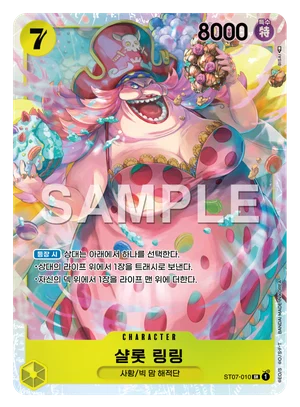 7
8000
특수
特
SAMPLE
등장 시 상대는 아래에서 하나를 선택한다.
•상대의 라이프 위에서 1장을 트래시로 보낸다.
•자신의 덱 위에서 1장을 라이프 맨 위에 더한다.
CHARACTER
샬롯 링링
사황/빅 맘 해적단
ST07-010 SR 1